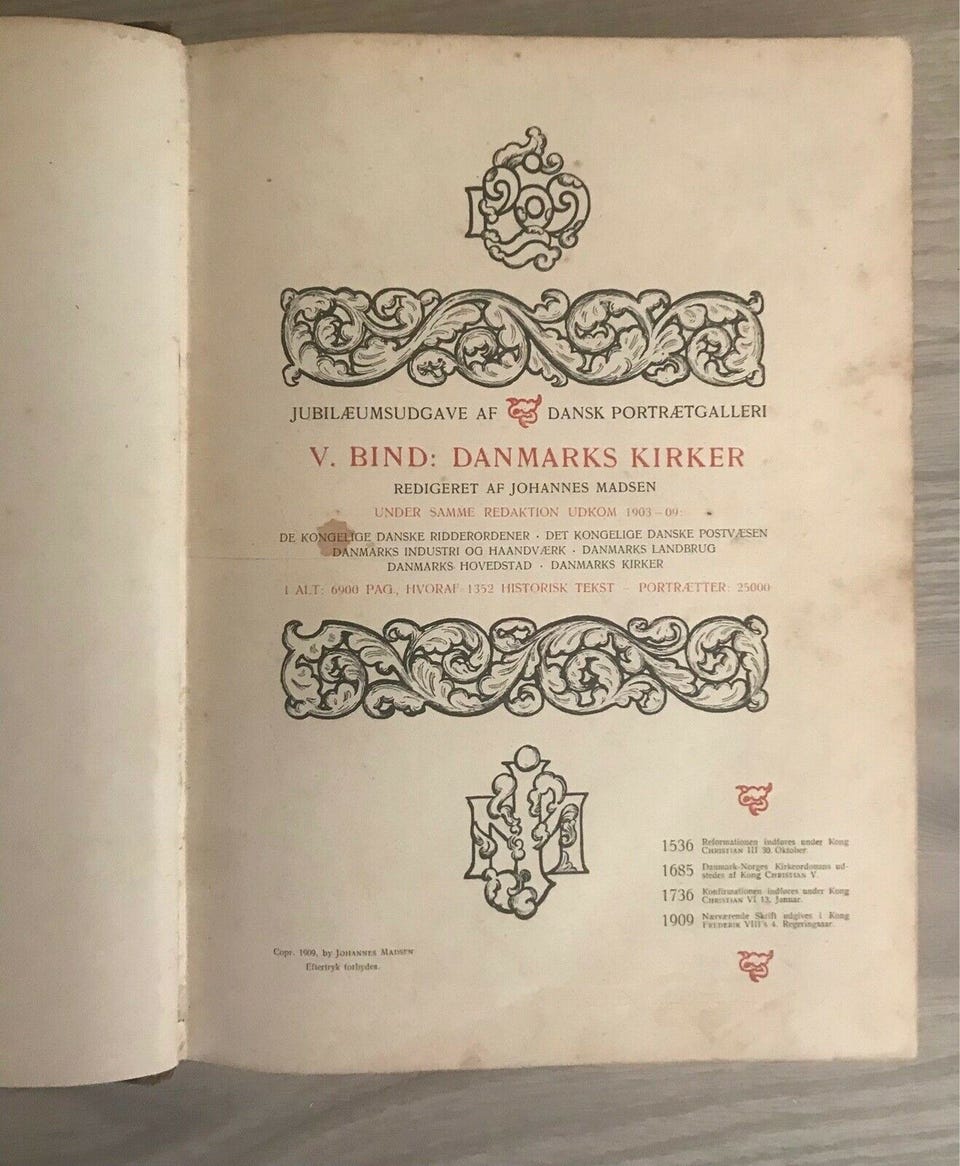 JUBILÆUMSUDGAVE AF DANSK PORTRÆTGALLERI
V. BIND: DANMARKS KIRKER
REDIGERET AF JOHANNES MADSEN
UNDER SAMME REDAKTION UDKOM 1903–09:
DE KONGELIGE DANSKE RIDDERORDENER · DET KONGELIGE DANSKE POSTVÆSEN
DANMARKS INDUSTRI OG HAANDVÆRK · DANMARKS LANDBRUG
DANMARKS HOVEDSTAD · DANMARKS KIRKER
I ALT: 6900 PAG., HVORAF 1352 HISTORISK TEKST – PORTRÆTTER: 25000
1536 Reformationen indføres under Kong
CHRISTIAN III 30. Oktober.
1685 Danmark-Norges Kirkeordonans ud-
stedes af Kong CHRISTIAN V.
1736 Konfirmationen indføres under Kong
CHRISTIAN VI 13. Januar.
1909 Nærværende Skrift udgives i Kong
FREDERIK VIII's 4. Regeringsaar.
Copr. 1909, by JOHANNES MADSEN
Eftertryk forbydes.